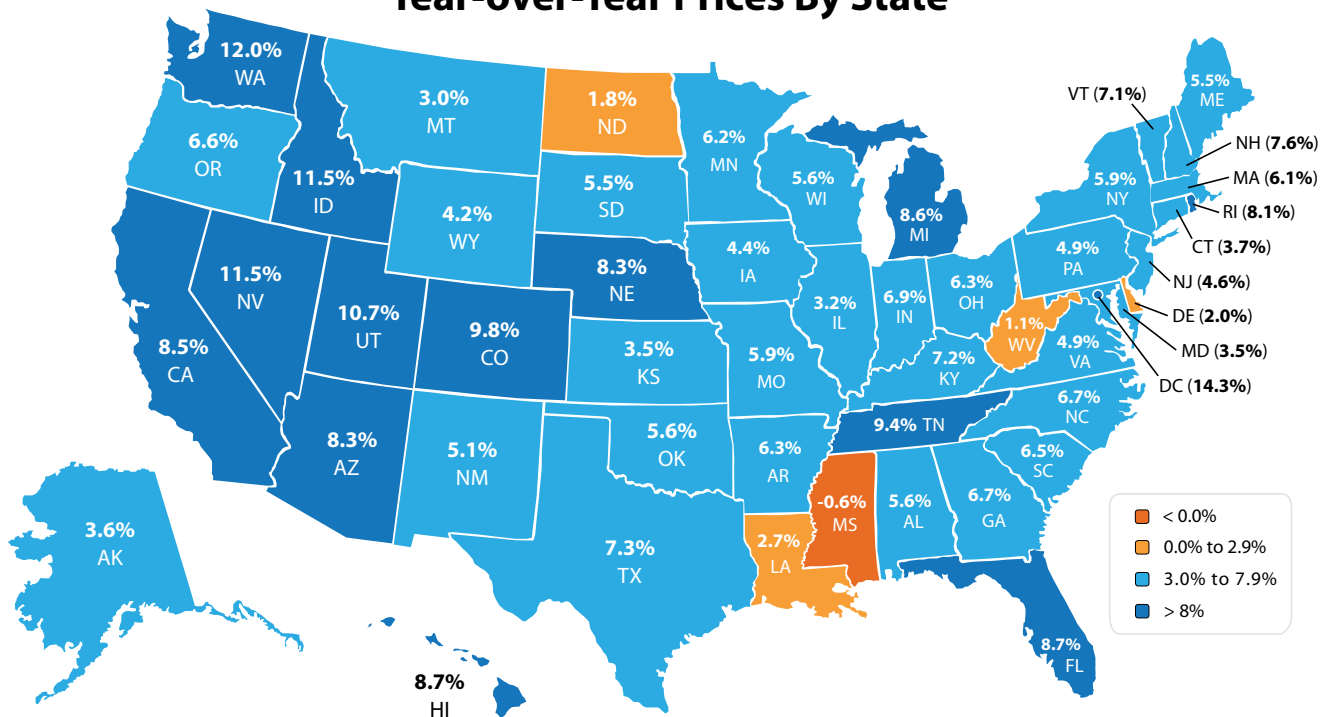 Year-over-Year Prices By State
12.0%
WA
6.6%
OR
11.5%
ID
3.0%
MT
1.8%
ND
5.5%
SD
4.2%
WY
8.3%
NE
11.5%
NV
10.7%
UT
9.8%
CO
8.5%
CA
8.3%
AZ
5.1%
NM
3.5%
KS
5.6%
OK
7.3%
TX
6.2%
MN
5.6%
WI
4.4%
IA
3.2%
IL
6.9%
IN
8.6%
MI
6.3%
OH
5.9%
MO
6.3%
AR
2.7%
LA
-0.6%
MS
5.6%
AL
6.7%
GA
9.4% TN
7.2%
KY
1.1%
WV
4.9%
VA
6.7%
NC
6.5%
SC
8.7%
FL
4.9%
PA
5.9%
NY
5.5%
ME
VT (7.1%)
NH (7.6%)
MA (6.1%)
RI (8.1%)
CT (3.7%)
NJ (4.6%)
DE (2.0%)
MD (3.5%)
DC (14.3%)
3.6%
AK
8.7%
HI
< 0.0%
0.0% to 2.9%
3.0% to 7.9%
> 8%